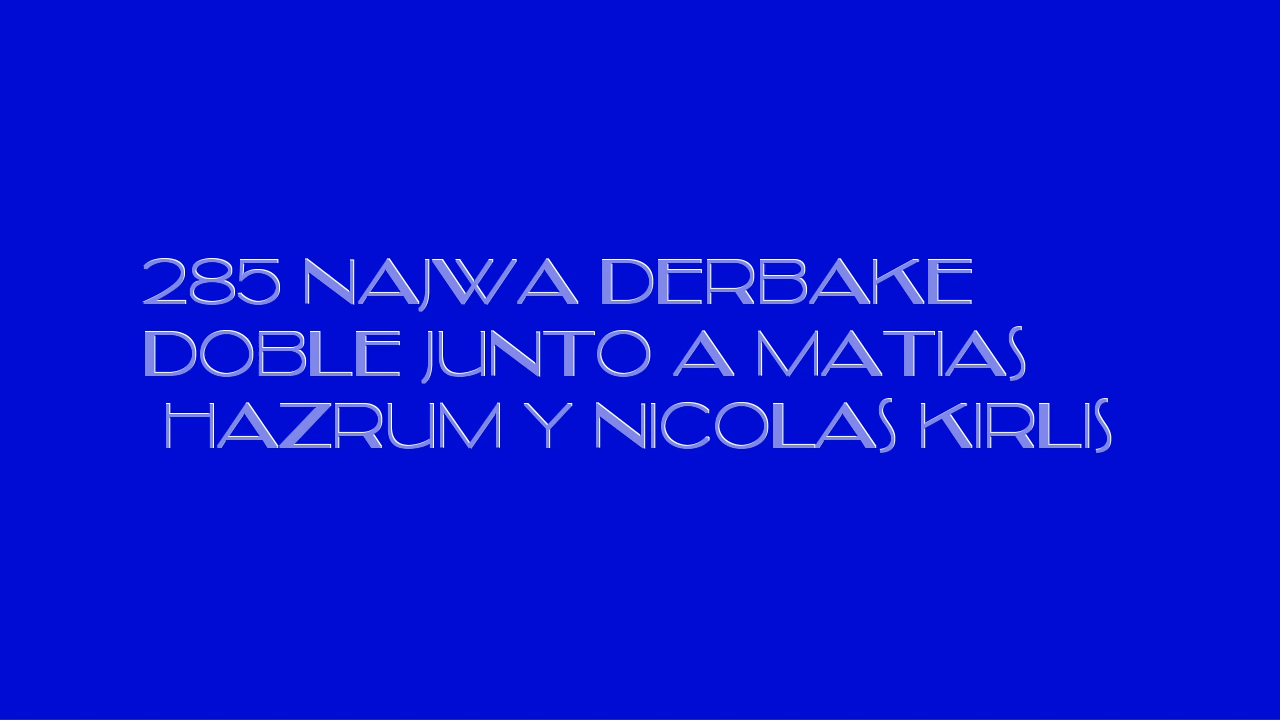 285 NAJWA DERBAKE
DOBLE JUNTO A MATIAS
HAZRUM Y NICOLAS KIRLIS